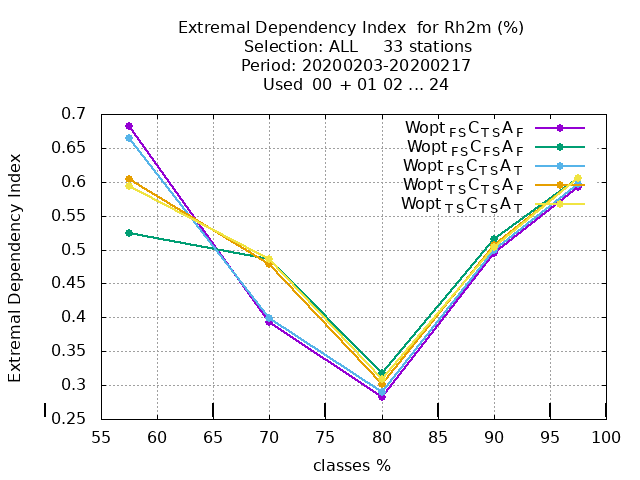 Extremal Dependency Index  for Rh2m (%)
Selection: ALL     33 stations
Period: 20200203-20200217
Used  00 + 01 02 ... 24
Extremal Dependency Index
0.7
0.65
0.6
0.55
0.5
0.45
0.4
0.35
0.3
0.25
Wopt FS C TS A F
Wopt FS C FS A F
Wopt FS C TS A T
Wopt TS C TS A F
Wopt TS C TS A T
55 60 65 70 75 80 85 90 95 100
classes %